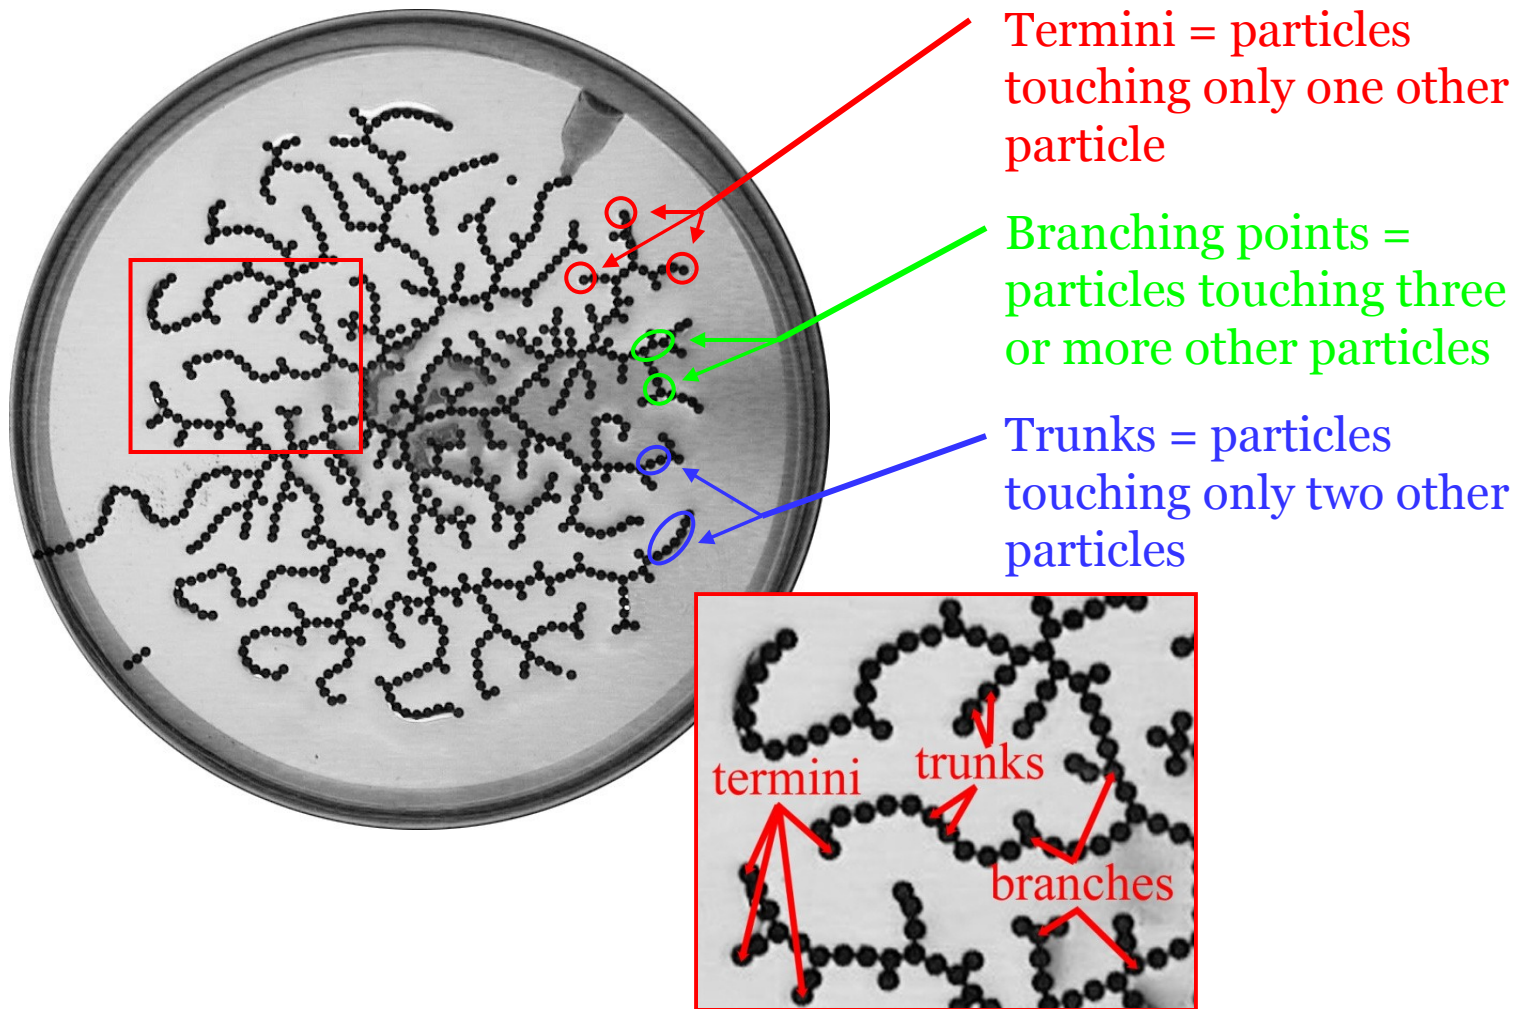 Termini = particles
touching only one other
particle
Branching points =
particles touching three
or more other particles
Trunks = particles
touching only two other
particles
termini
trunks
branches